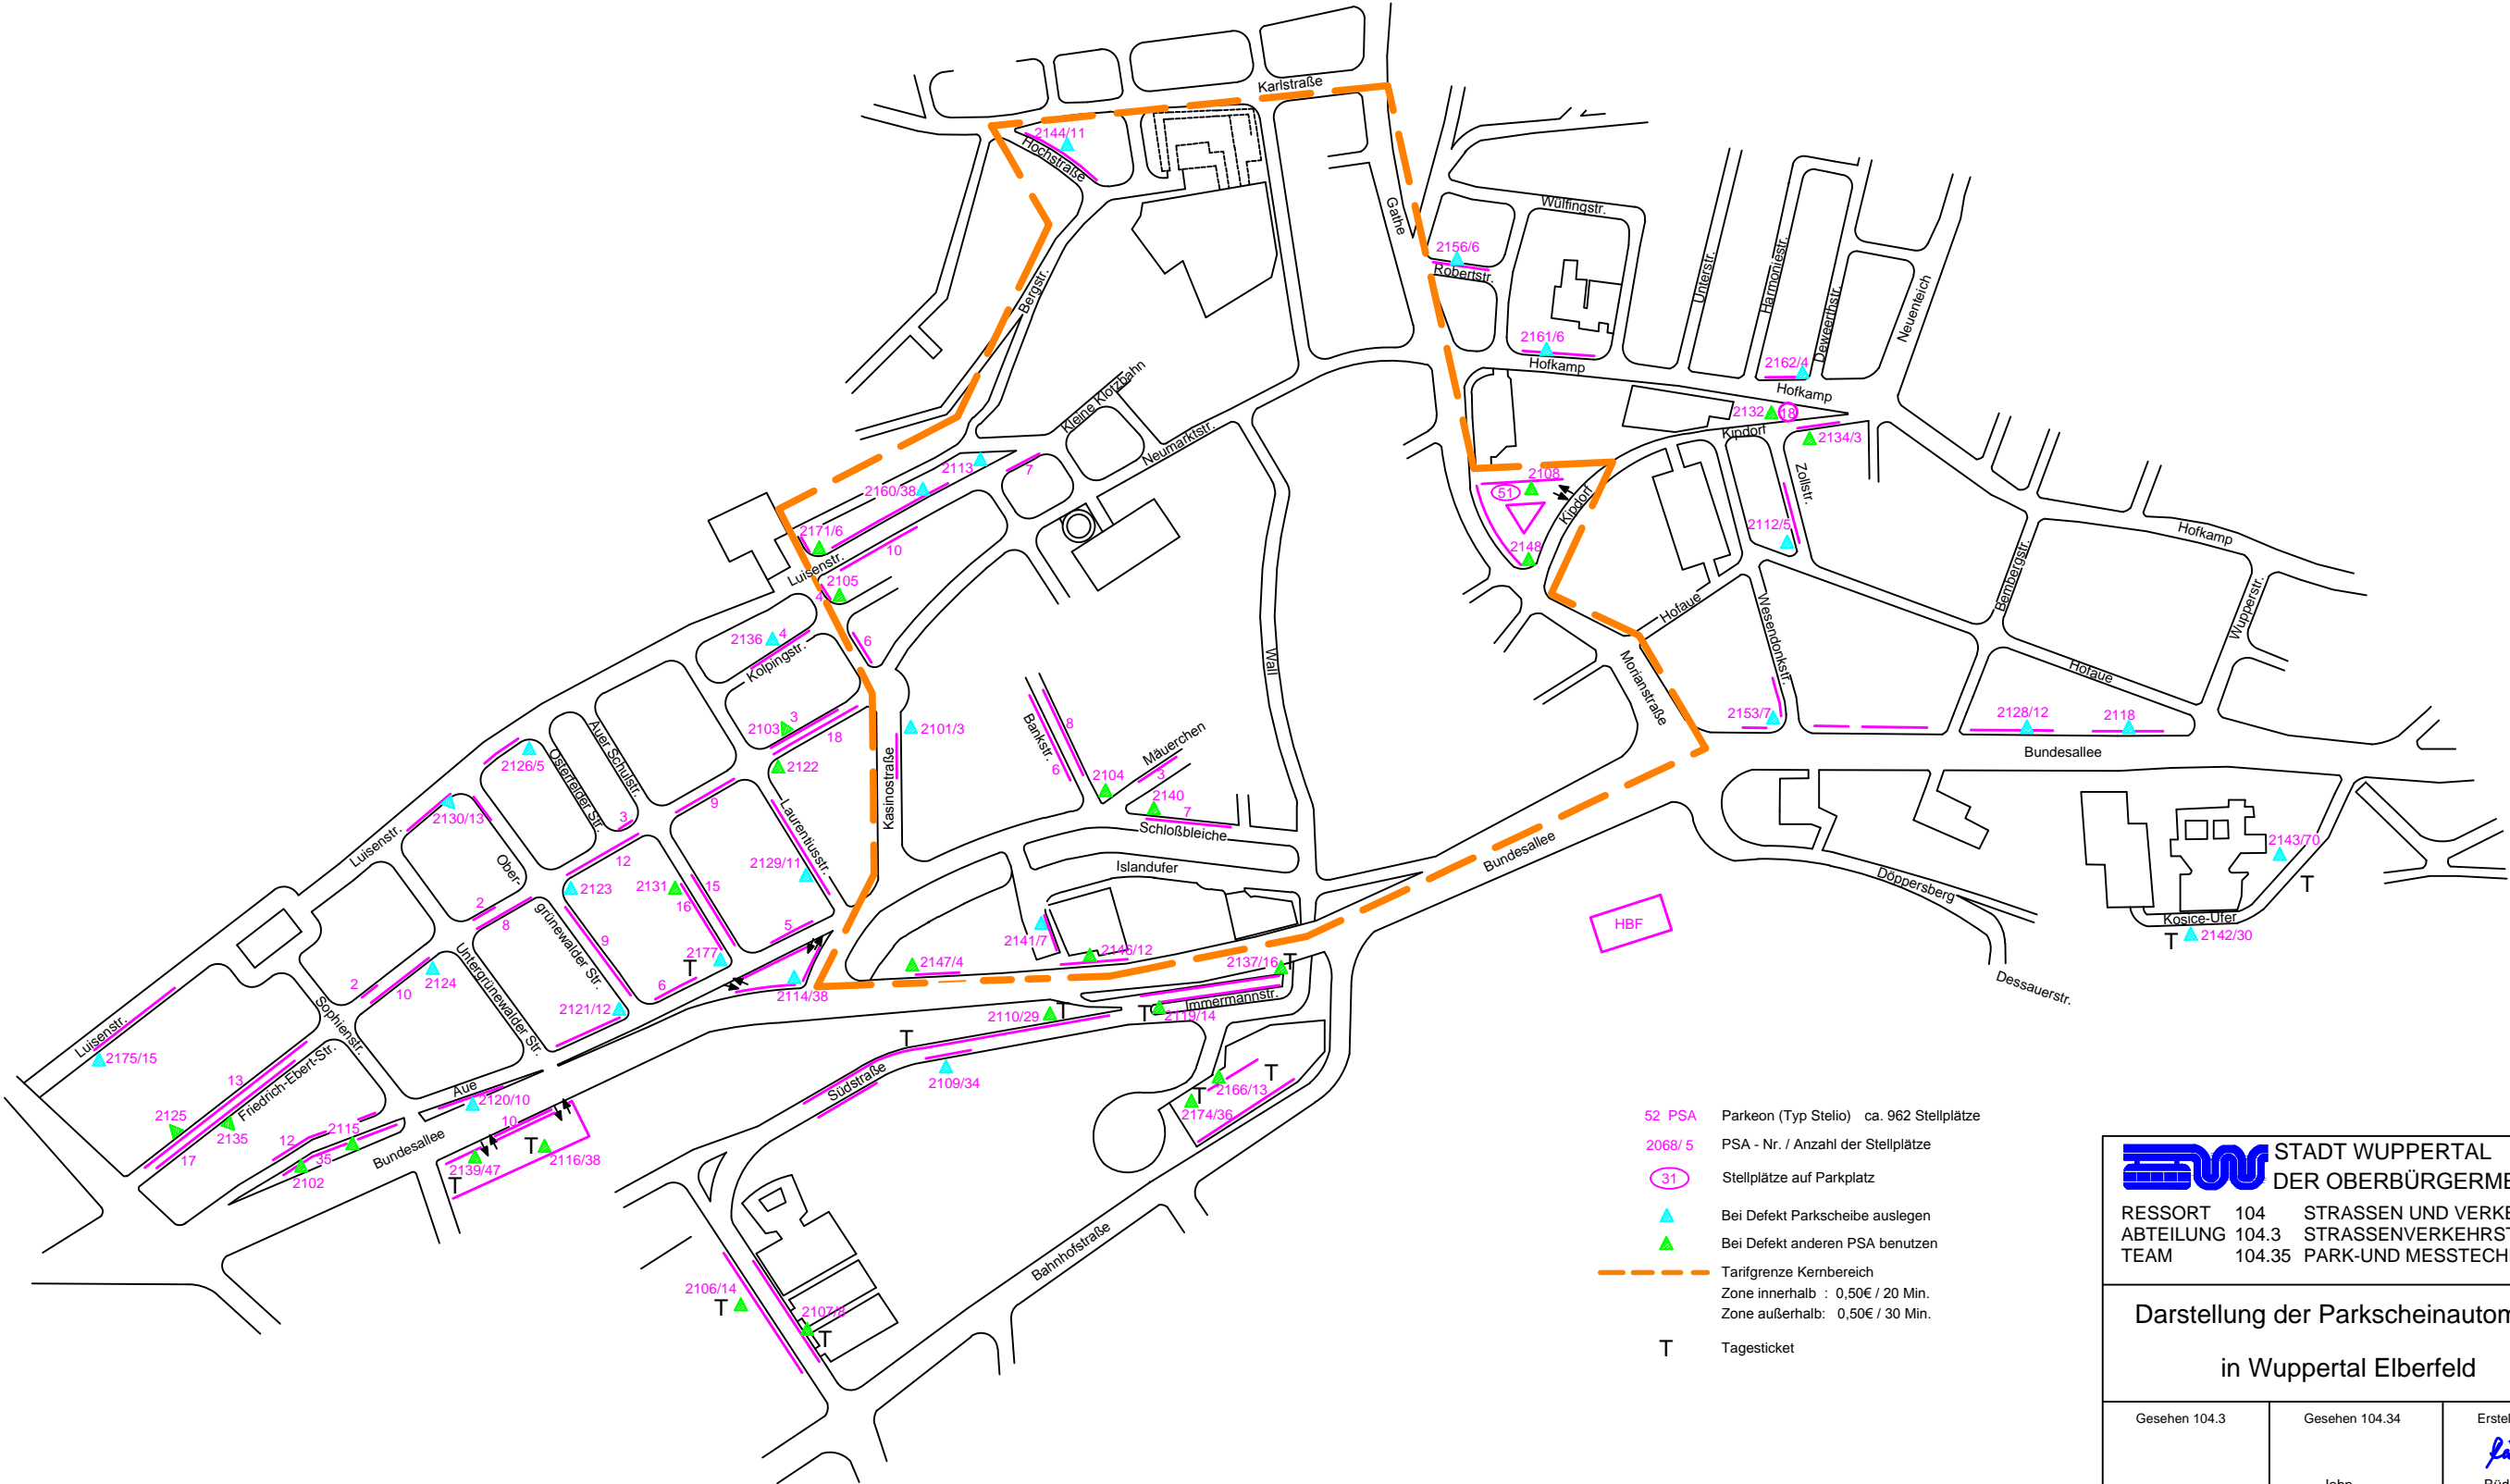 Karlstraße
2144/11
Hochstraße
Gathe
Wülfingstr.
2156/6
Robertstr.
Unterstr.
Harmoniestr.
Deweerthstr.
Neuenteich
Bergstr.
2161/6
Hofkamp
2162/4
Hofkamp
2132
18
Kipdorf
2134/3
Kleine Klotzbahn
Neumarktstr.
2113
7
2160/38
2108
51
Kipdorf
Zollstr.
2112/5
Hofkamp
2171/6
10
Luisenstr.
2148
2105
4
Hofaue
Wesendonkstr.
Bembergstr.
Wupperstr.
2136
4
Kolpingstr.
6
Wall
Morianstraße
Hofaue
2103
3
18
2101/3
Bankstr.
8
6
Mäuerchen
3
2153/7
2128/12
2118
Bundesallee
2126/5
Osterfelder Str.
Auer Schulstr.
2122
Kasinostraße
2104
2140
7
Schloßbleiche
2130/13
Luisenstr.
3
9
Laurentiusstr.
12
2129/11
Ober-
grünewalder Str.
Islandufer
Bundesallee
2143/70
T
Döppersberg
Kosice-Ufer
T
2142/30
2123
2131
16
15
2
8
9
5
2141/7
2146/12
HBF
2177
T
2147/4
2137/16
T
Dessauerstr.
2
10
2124
Untergrünewalder Str.
6
2114/38
Immermannstr.
Sophienstr.
2121/12
2110/29
T
T
2119/14
Luisenstr.
2175/15
T
13
Friedrich-Ebert-Str.
Aue
2120/10
Südstraße
2109/34
2166/13
T
T
2174/36
2125
2135
17
12
2115
35
2102
10
Bundesallee
2139/47
T
T
2116/38
2106/14
T
2107/8
T
Bahnhofstraße
52 PSA Parkeon (Typ Stelio) ca. 962 Stellplätze
2068/ 5 PSA - Nr. / Anzahl der Stellplätze
31 Stellplätze auf Parkplatz
Bei Defekt Parkscheibe auslegen
Bei Defekt anderen PSA benutzen
Tarifgrenze Kernbereich
Zone innerhalb : 0,50€ / 20 Min.
Zone außerhalb: 0,50€ / 30 Min.
T Tagesticket
STADT WUPPERTAL
DER OBERBÜRGERME
RESSORT 104 STRASSEN UND VERKE
ABTEILUNG 104.3 STRASSENVERKEHRST
TEAM 104.35 PARK-UND MESSTECH
Darstellung der Parkscheinautom
in Wuppertal Elberfeld
Gesehen 104.3 Gesehen 104.34 Erstel